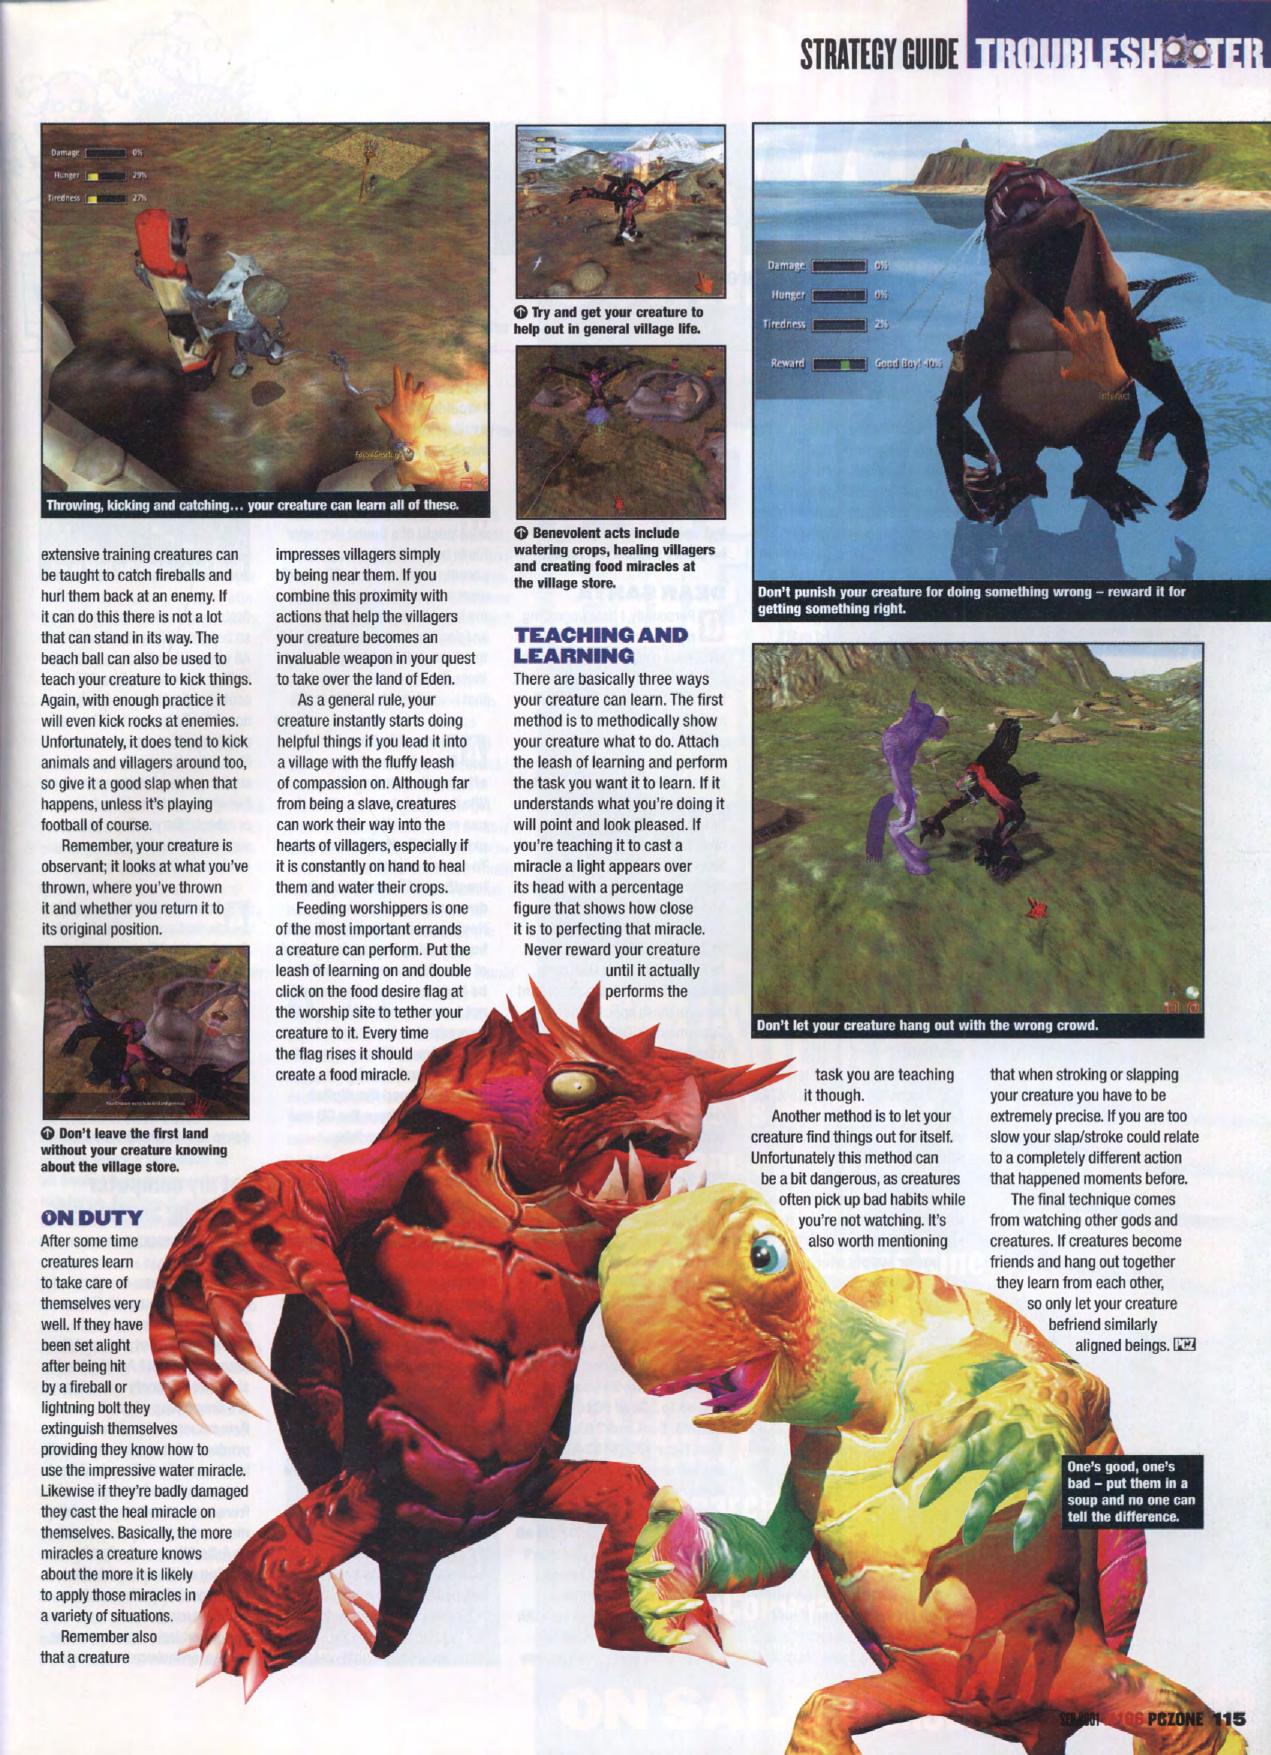 STRATEGY GUIDE TROUBLESHOOTER
Damage 0%
Hunger 29%
Tiredness 27%
Throwing, kicking and catching... your creature can learn all of these.
Try and get your creature to
help out in general village life.
Benevolent acts include
watering crops, healing villagers
and creating food miracles at
the village store.
Damage 0%
Hunger 0%
Tiredness 2%
Reward Good Boy! 40%
Interact
Don't punish your creature for doing something wrong – reward it for
getting something right.
Don't let your creature hang out with the wrong crowd.
extensive training creatures can
be taught to catch fireballs and
hurl them back at an enemy. If
it can do this there is not a lot
that can stand in its way. The
beach ball can also be used to
teach your creature to kick things.
Again, with enough practice it
will even kick rocks at enemies.
Unfortunately, it does tend to kick
animals and villagers around too,
so give it a good slap when that
happens, unless it's playing
football of course.
Remember, your creature is
observant; it looks at what you've
thrown, where you've thrown
it and whether you return it to
its original position.
Don't leave the first land
without your creature knowing
about the village store.
ON DUTY
After some time
creatures learn
to take care of
themselves very
well. If they have
been set alight
after being hit
by a fireball or
lightning bolt they
extinguish themselves
providing they know how to
use the impressive water miracle.
Likewise if they're badly damaged
they cast the heal miracle on
themselves. Basically, the more
miracles a creature knows
about the more it is likely
to apply those miracles in
a variety of situations.
Remember also
that a creature
impresses villagers simply
by being near them. If you
combine this proximity with
actions that help the villagers
your creature becomes an
invaluable weapon in your quest
to take over the land of Eden.
As a general rule, your
creature instantly starts doing
helpful things if you lead it into
a village with the fluffy leash
of compassion on. Although far
from being a slave, creatures
can work their way into the
hearts of villagers, especially if
it is constantly on hand to heal
them and water their crops.
Feeding worshippers is one
of the most important errands
a creature can perform. Put the
leash of learning on and double
click on the food desire flag at
the worship site to tether your
creature to it. Every time
the flag rises it should
create a food miracle.
TEACHING AND
LEARNING
There are basically three ways
your creature can learn. The first
method is to methodically show
your creature what to do. Attach
the leash of learning and perform
the task you want it to learn. If it
understands what you're doing it
will point and look pleased. If
you're teaching it to cast a
miracle a light appears over
its head with a percentage
figure that shows how close
it is to perfecting that miracle.
Never reward your creature
until it actually
performs the
task you are teaching
it though.
Another method is to let your
creature find things out for itself.
Unfortunately this method can
be a bit dangerous, as creatures
often pick up bad habits while
you're not watching. It's
also worth mentioning
that when stroking or slapping
your creature you have to be
extremely precise. If you are too
slow your slap/stroke could relate
to a completely different action
that happened moments before.
The final technique comes
from watching other gods and
creatures. If creatures become
friends and hang out together
they learn from each other,
so only let your creature
befriend similarly
aligned beings. PCZ
One's good, one's
bad – put them in a
soup and no one can
tell the difference.
PCZONE 115